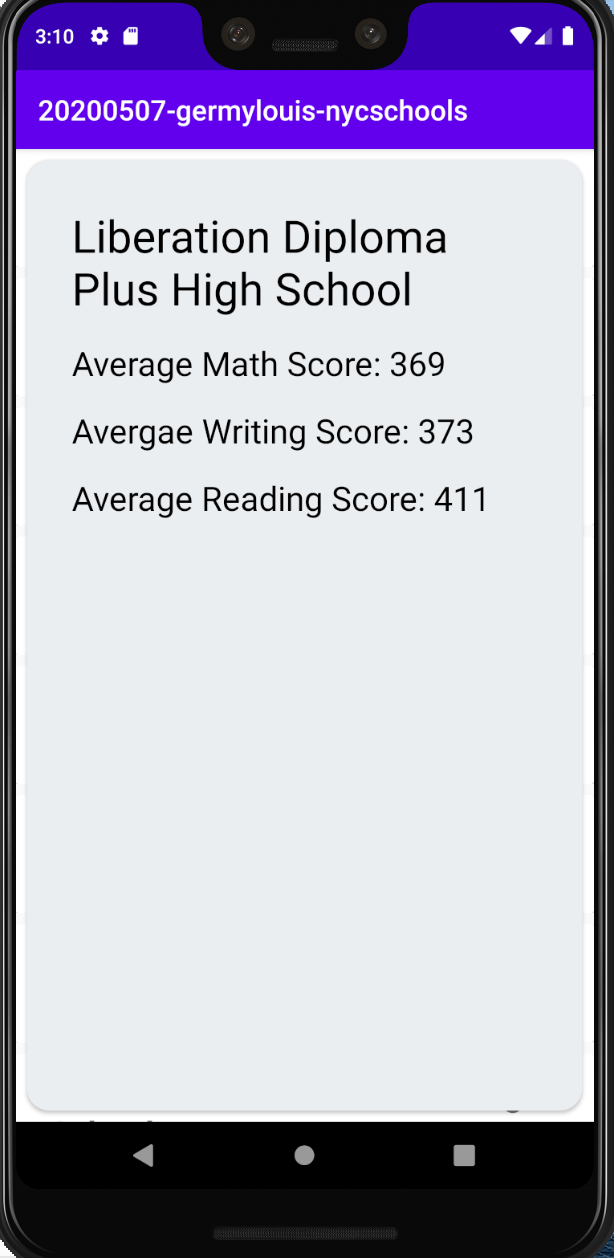 3:10
20200507-germylouis-nycschools
Liberation Diploma
Plus High School
Average Math Score: 369
Avergae Writing Score: 373
Average Reading Score: 411